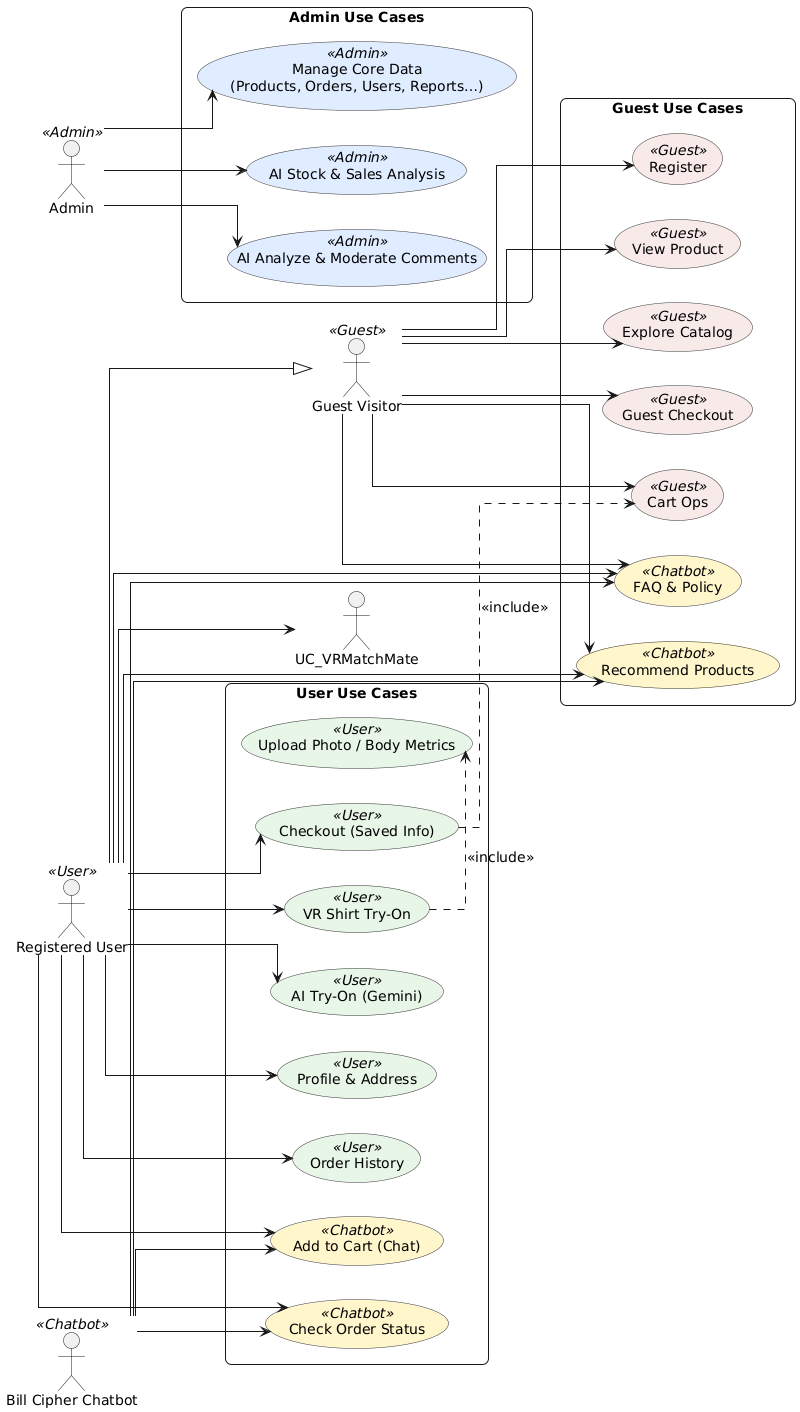 Admin Use Cases
«Admin»
Manage Core Data
(Products, Orders, Users, Reports...)
«Admin»
Admin
«Admin»
AI Stock & Sales Analysis
«Admin»
AI Analyze & Moderate Comments
Guest Use Cases
«Guest»
Register
«Guest»
View Product
«Guest»
Explore Catalog
«Guest»
Guest Checkout
«Guest»
Cart Ops
«Chatbot»
FAQ & Policy
«Chatbot»
Recommend Products
«Guest»
Guest Visitor
«include»
UC_VRMatchMate
User Use Cases
«User»
Upload Photo / Body Metrics
«User»
Checkout (Saved Info)
«include»
«User»
VR Shirt Try-On
«User»
Registered User
«User»
AI Try-On (Gemini)
«User»
Profile & Address
«User»
Order History
«Chatbot»
Add to Cart (Chat)
«Chatbot»
Check Order Status
«Chatbot»
Bill Cipher Chatbot